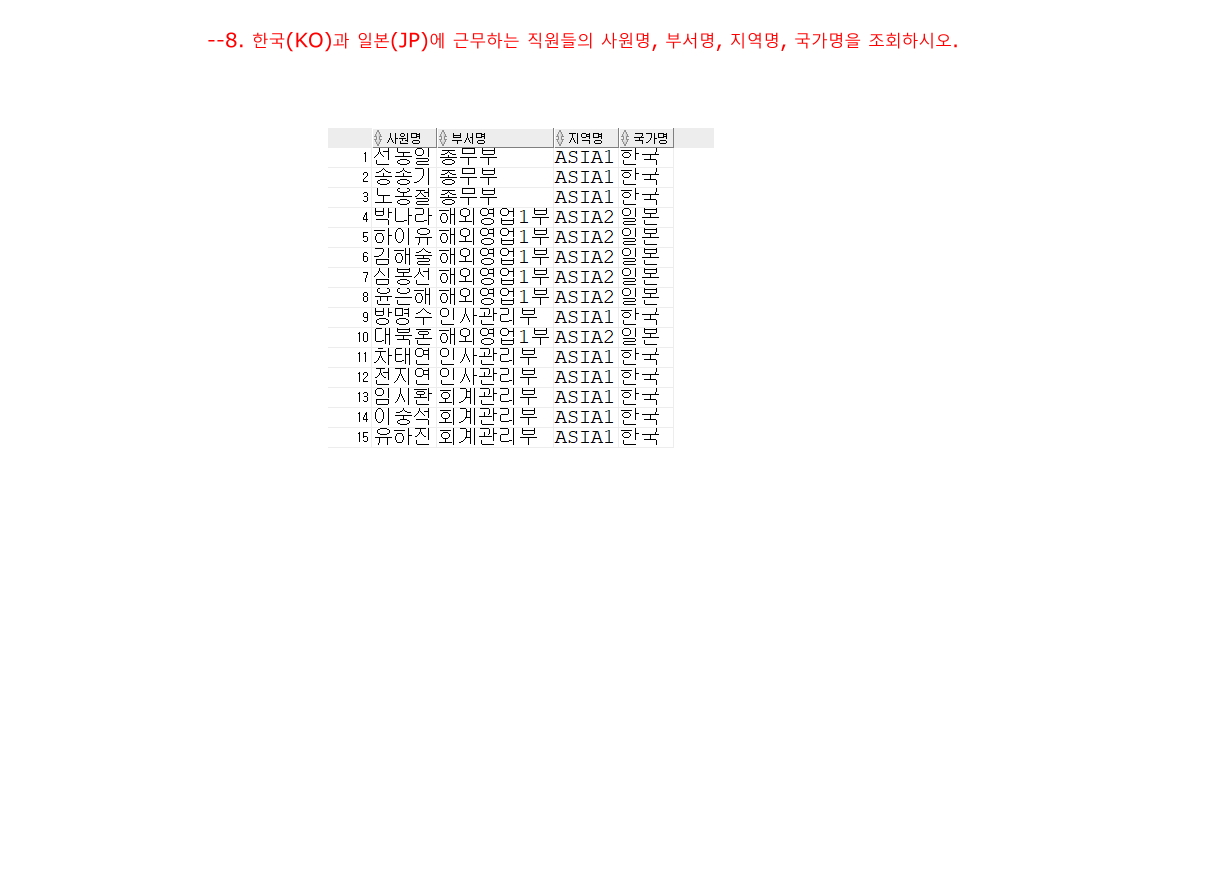 --8. 한국(KO)과 일본(JP)에 근무하는 직원들의 사원명, 부서명, 지역명, 국가명을 조회하시오.
사원명 부서명 지역명 국가명
1 선동일 총무부 ASIA1 한국
2 송종기 총무부 ASIA1 한국
3 노옹철 총무부 ASIA1 한국
4 박나라 해외영업1부 ASIA2 일본
5 하이유 해외영업1부 ASIA2 일본
6 김해술 해외영업1부 ASIA2 일본
7 심봉선 해외영업1부 ASIA2 일본
8 윤은해 해외영업1부 ASIA2 일본
9 방명수 인사관리부 ASIA1 한국
10 대북혼 해외영업1부 ASIA2 일본
11 차태연 인사관리부 ASIA1 한국
12 전지연 인사관리부 ASIA1 한국
13 임시환 회계관리부 ASIA1 한국
14 이중석 회계관리부 ASIA1 한국
15 유하진 회계관리부 ASIA1 한국